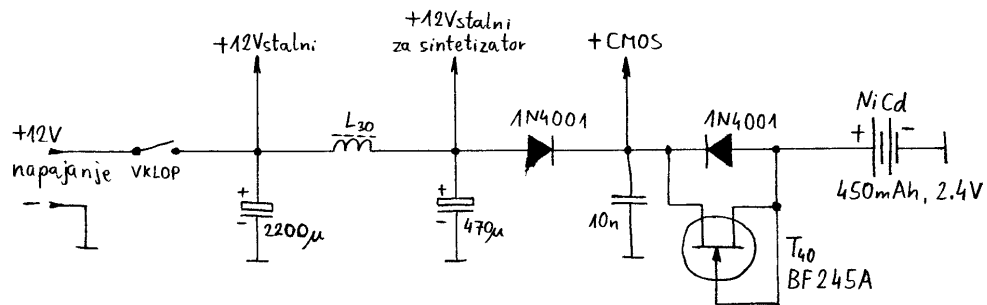 +12Vstalni
+12Vstalni
za sintetizator
+CMOS
+12V
napajanje
VKLOP
L30
1N4001
1N4001
NiCd
+
-
450mAh, 2.4V
-
+
-
2200µ
+
-
470µ
10n
T40
BF245A